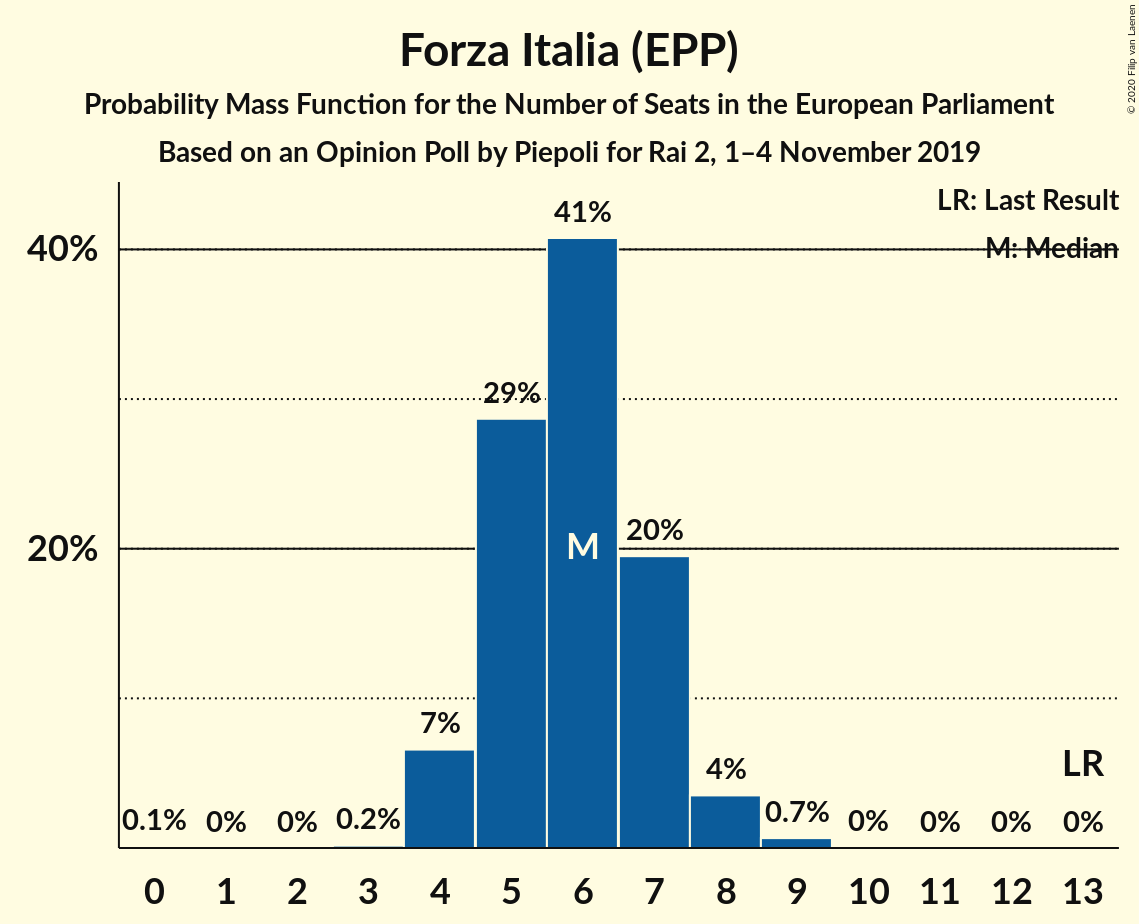 Forza Italia (EPP)
Probability Mass Function for the Number of Seats in the European Parliament
Based on an Opinion Poll by Piepoli for Rai 2, 1–4 November 2019
© 2020 Filip van Laenen
LR: Last Result
M: Median
40%
20%
0.1%
0%
0%
0.2%
7%
29%
41%
M
20%
4%
0.7%
0%
0%
0%
LR
0%
0 1 2 3 4 5 6 7 8 9 10 11 12 13